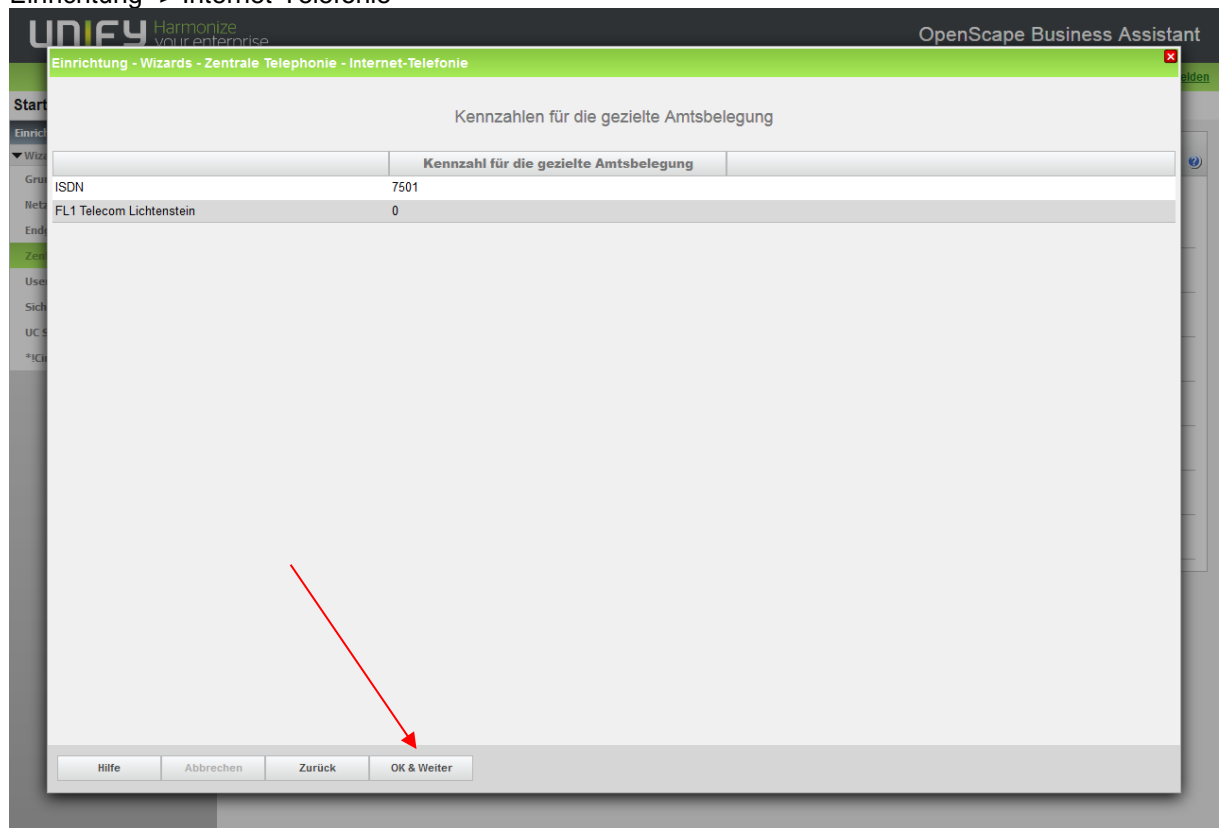 Einrichtung -> Internet-Telefonie
UNIFY Harmonize your enterprise
OpenScape Business Assistant
Einrichtung - Wizards - Zentrale Telephonie - Internet-Telefonie
Kennzahlen für die gezielte Amtsbelegung
Kennzahl für die gezielte Amtsbelegung
ISDN 7501
FL1 Telecom Lichtenstein 0
Start
UC S
Hilfe Abbrechen Zurück OK & Weiter